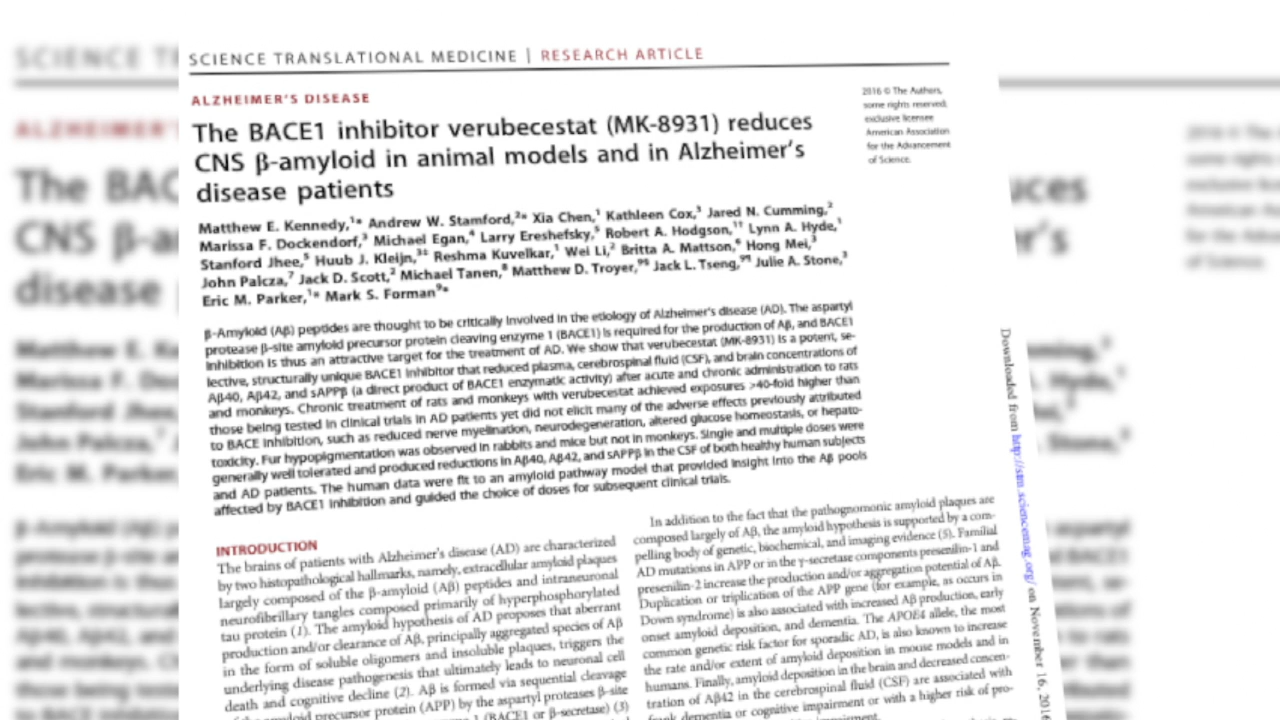 SCIENCE TRANSLATIONAL MEDICINE | RESEARCH ARTICLE
ALZHEIMER'S DISEASE
2016 © The Authors,
some rights reserved;
exclusive licensee
American Association
for the Advancement
of Science.
The BACE1 inhibitor verubecestat (MK-8931) reduces
CNS β-amyloid in animal models and in Alzheimer's
disease patients
Matthew E. Kennedy,¹* Andrew W. Stamford,²* Xia Chen,¹ Kathleen Cox,³ Jared N. Cumming,²
Marissa F. Dockendorf,³ Michael Egan,⁴ Larry Ereshefsky,⁵ Robert A. Hodgson,¹† Lynn A. Hyde,¹
Stanford Jhee,⁵ Huub J. Kleijn,³‡ Reshma Kuvelkar,¹ Wei Li,² Britta A. Mattson,⁶ Hong Mei,³
John Palcza,⁷ Jack D. Scott,² Michael Tanen,⁸ Matthew D. Troyer,⁹§ Jack L. Tseng,⁹¶ Julie A. Stone,³
Eric M. Parker,¹* Mark S. Forman⁹*
β-Amyloid (Aβ) peptides are thought to be critically involved in the etiology of Alzheimer's disease (AD). The aspartyl
protease β-site amyloid precursor protein cleaving enzyme 1 (BACE1) is required for the production of Aβ, and BACE1
inhibition is thus an attractive target for the treatment of AD. We show that verubecestat (MK-8931) is a potent, se-
lective, structurally unique BACE1 inhibitor that reduced plasma, cerebrospinal fluid (CSF), and brain concentrations of
Aβ40, Aβ42, and sAPPβ (a direct product of BACE1 enzymatic activity) after acute and chronic administration to rats
and monkeys. Chronic treatment of rats and monkeys with verubecestat achieved exposures >40-fold higher than
those being tested in clinical trials in AD patients yet did not elicit many of the adverse effects previously attributed
to BACE inhibition, such as reduced nerve myelination, neurodegeneration, altered glucose homeostasis, or hepato-
toxicity. Fur hypopigmentation was observed in rabbits and mice but not in monkeys. Single and multiple doses were
generally well tolerated and produced reductions in Aβ40, Aβ42, and sAPPβ in the CSF of both healthy human subjects
and AD patients. The human data were fit to an amyloid pathway model that provided insight into the Aβ pools
affected by BACE1 inhibition and guided the choice of doses for subsequent clinical trials.
INTRODUCTION
The brains of patients with Alzheimer's disease (AD) are characterized
by two histopathological hallmarks, namely, extracellular amyloid plaques
largely composed of the β-amyloid (Aβ) peptides and intraneuronal
neurofibrillary tangles composed primarily of hyperphosphorylated
tau protein (1). The amyloid hypothesis of AD proposes that aberrant
production and/or clearance of Aβ, principally aggregated species of Aβ
in the form of soluble oligomers and insoluble plaques, triggers the
underlying disease pathogenesis that ultimately leads to neuronal cell
death and cognitive decline (2). Aβ is formed via sequential cleavage
amyloid precursor protein (APP) by the aspartyl proteases β-site
1 (BACE1 or β-secretase) (3)
In addition to the fact that the pathognomonic amyloid plaques are
composed largely of Aβ, the amyloid hypothesis is supported by a com-
pelling body of genetic, biochemical, and imaging evidence (5). Familial
AD mutations in APP or in the γ-secretase components presenilin-1 and
presenilin-2 increase the production and/or aggregation potential of Aβ.
Duplication or triplication of the APP gene (for example, as occurs in
Down syndrome) is also associated with increased Aβ production, early
onset amyloid deposition, and dementia. The APOE4 allele, the most
common genetic risk factor for sporadic AD, is also known to increase
the rate and/or extent of amyloid deposition in mouse models and in
humans. Finally, amyloid deposition in the brain and decreased concen-
tration of Aβ42 in the cerebrospinal fluid (CSF) are associated with
frank dementia or cognitive impairment or with a higher risk of pro-
impairment.
Downloaded from http://stm.sciencemag.org/ on November 16, 2016